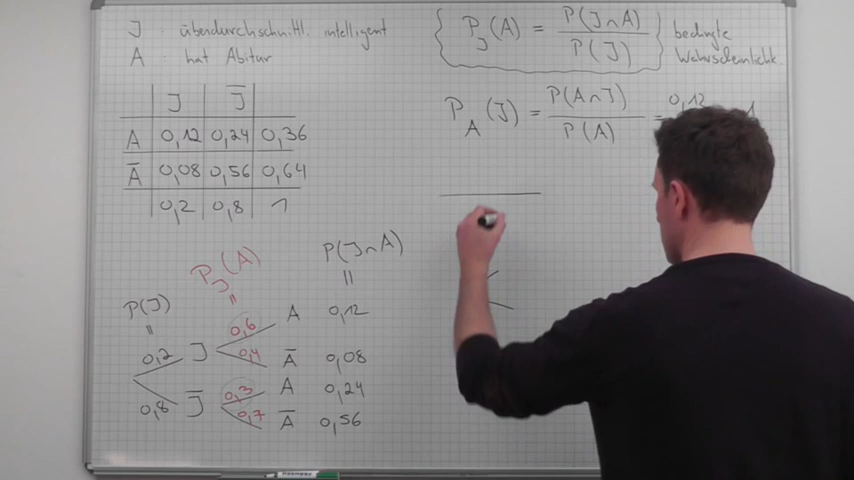 J : überdurchschnittl. intelligent
A : hat Abitur
P_J(A) = P(J∩A) / P(J) bedingte Wahrscheinlichk.
P_A(J) = P(A∩J) / P(A) = 0,12
J J̅
A 0,12 0,24 0,36
A̅ 0,08 0,56 0,64
0,2 0,8 1
P(J) = P_J(A) = P(J∩A) =
0,2 J 0,6 A 0,12
0,4 A̅ 0,08
0,8 J̅ 0,3 A 0,24
0,7 A̅ 0,56